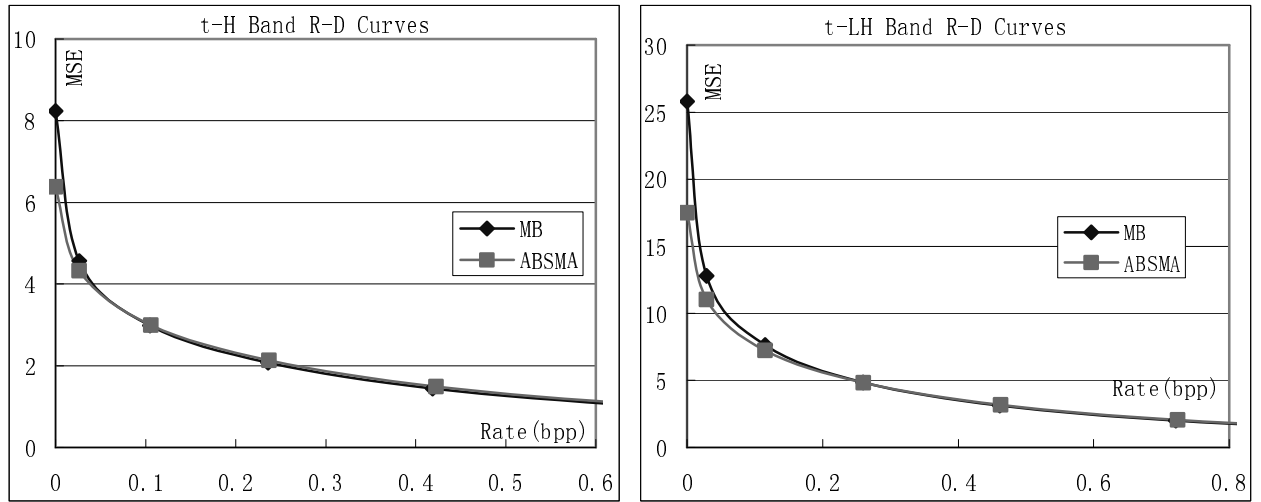 t-H Band R-D Curves
10
MSE
8
6
MB
ABSMA
4
2
Rate(bpp)
0
0 0.1 0.2 0.3 0.4 0.5 0.6
t-LH Band R-D Curves
30
MSE
25
20
MB
15
ABSMA
10
Rate(bpp)
5
0
0 0.2 0.4 0.6 0.8